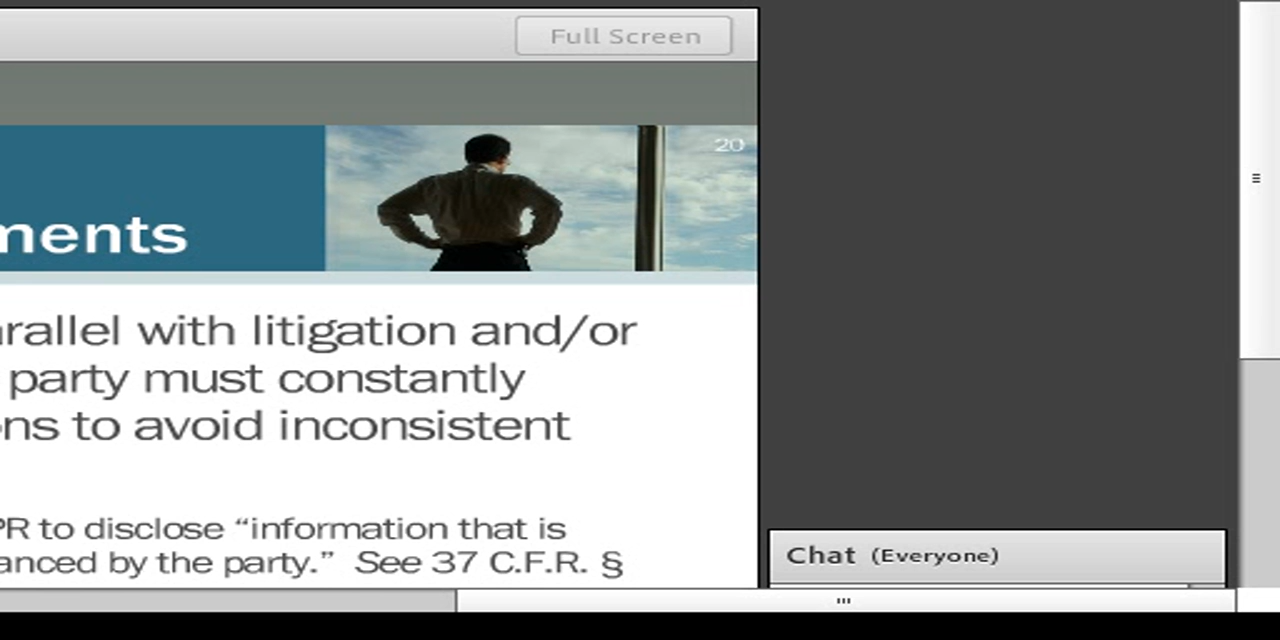 Full Screen
20
ments
arallel with litigation and/or
party must constantly
ons to avoid inconsistent
PR to disclose “information that is
anced by the party.” See 37 C.F.R. §
Chat (Everyone)